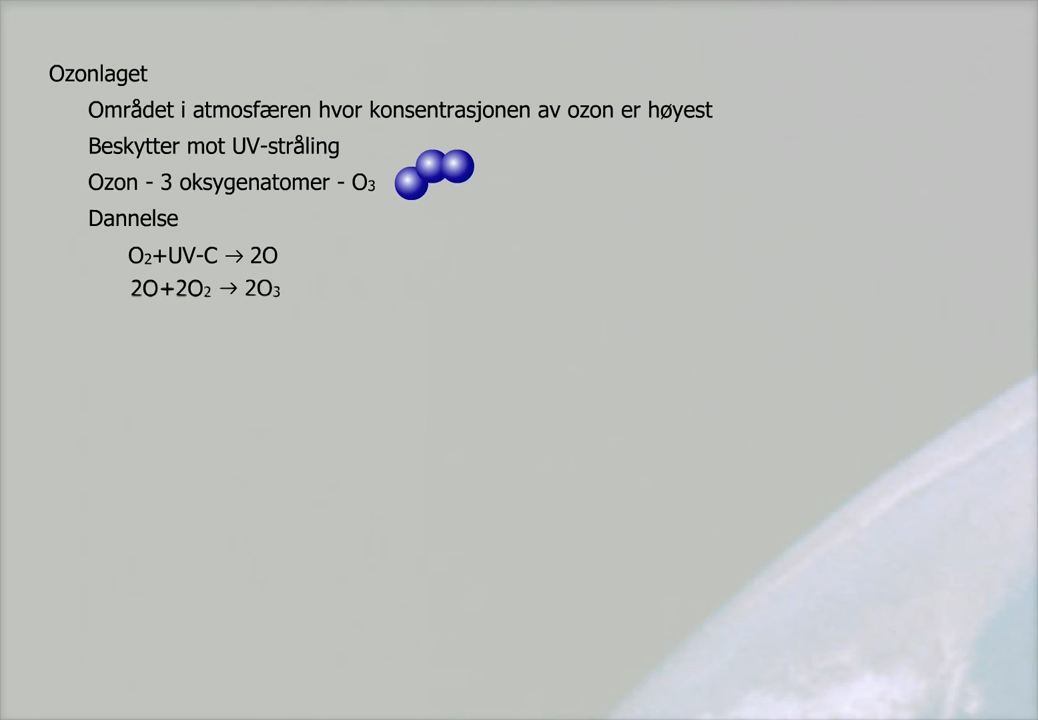 Ozonlaget
Området i atmosfæren hvor konsentrasjonen av ozon er høyest
Beskytter mot UV-stråling
Ozon - 3 oksygenatomer - O₃
Dannelse
O₂+UV-C → 2O
2O+2O₂ → 2O₃